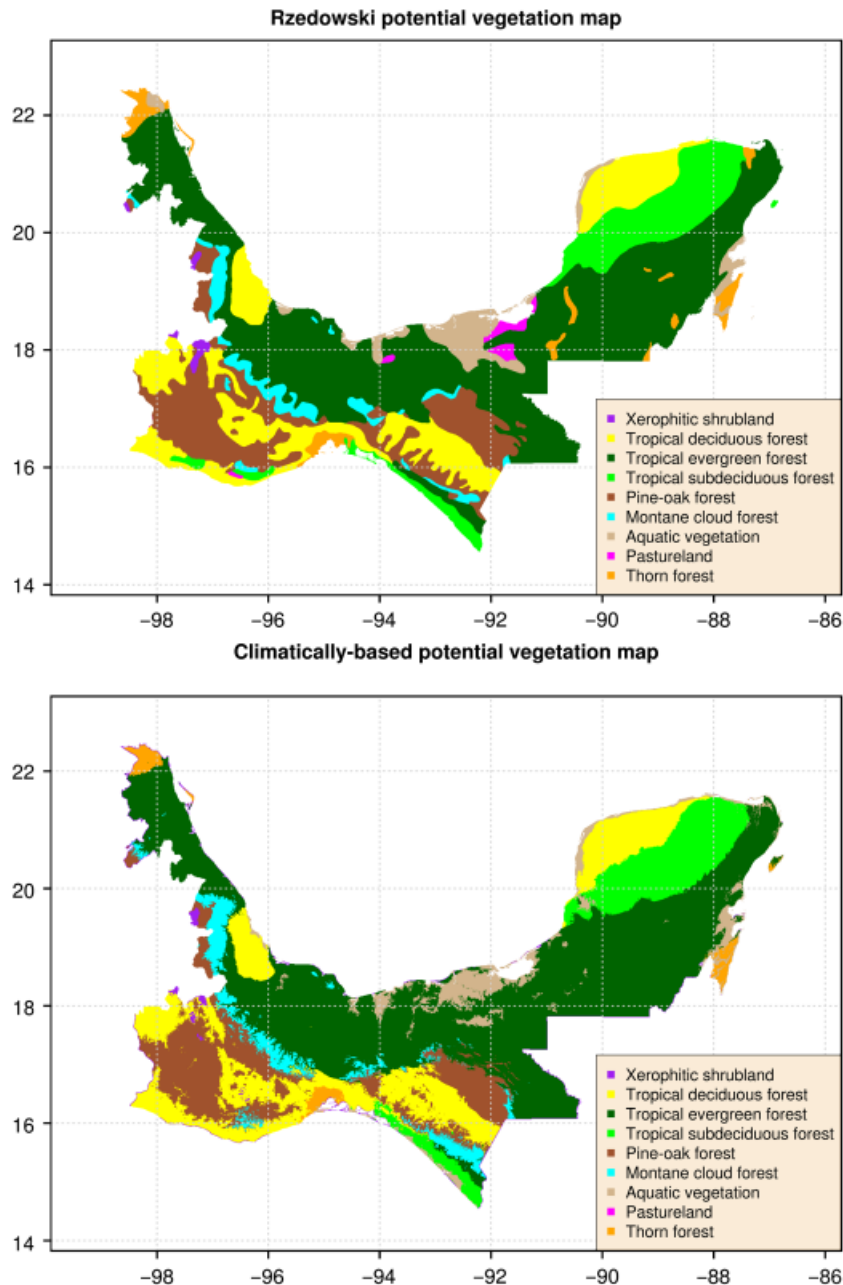 Rzedowski potential vegetation map
22
20
18
16
14
Xerophitic shrubland
Tropical deciduous forest
Tropical evergreen forest
Tropical subdeciduous forest
Pine-oak forest
Montane cloud forest
Aquatic vegetation
Pastureland
Thorn forest
−98 −96 −94 −92 −90 −88 −86
Climatically-based potential vegetation map
22
20
18
16
14
Xerophitic shrubland
Tropical deciduous forest
Tropical evergreen forest
Tropical subdeciduous forest
Pine-oak forest
Montane cloud forest
Aquatic vegetation
Pastureland
Thorn forest
−98 −96 −94 −92 −90 −88 −86